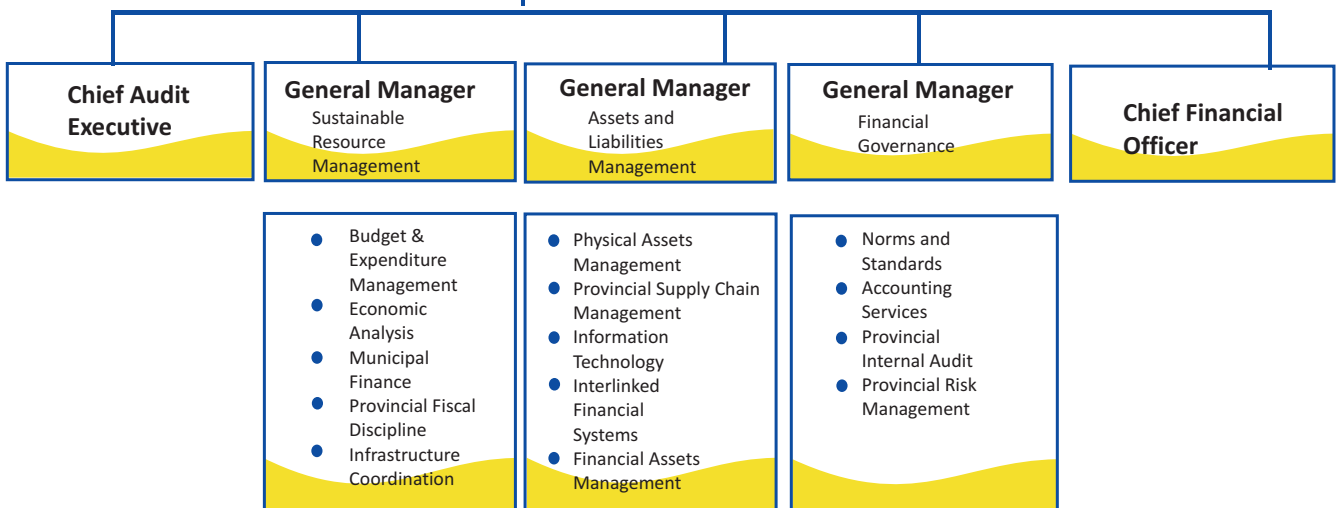 Chief Audit
Executive
General Manager
Sustainable
Resource
Management
General Manager
Assets and
Liabilities
Management
General Manager
Financial
Governance
Chief Financial
Officer
Budget &
Expenditure
Management
Economic
Analysis
Municipal
Finance
Provincial Fiscal
Discipline
Infrastructure
Coordination
Physical Assets
Management
Provincial Supply Chain
Management
Information
Technology
Interlinked
Financial
Systems
Financial Assets
Management
Norms and
Standards
Accounting
Services
Provincial
Internal Audit
Provincial Risk
Management